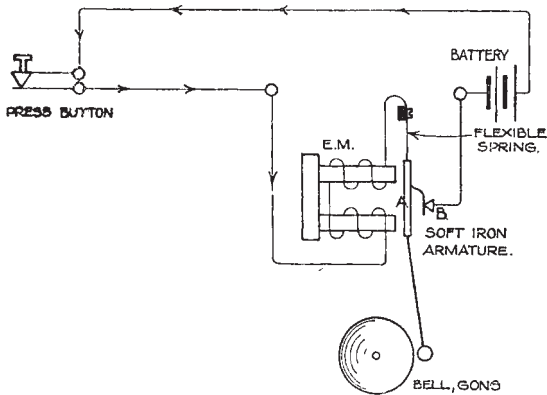 BATTERY
PRESS BUTTON
FLEXIBLE
SPRING.
E.M.
A.
B.
SOFT IRON
ARMATURE.
BELL, GONG